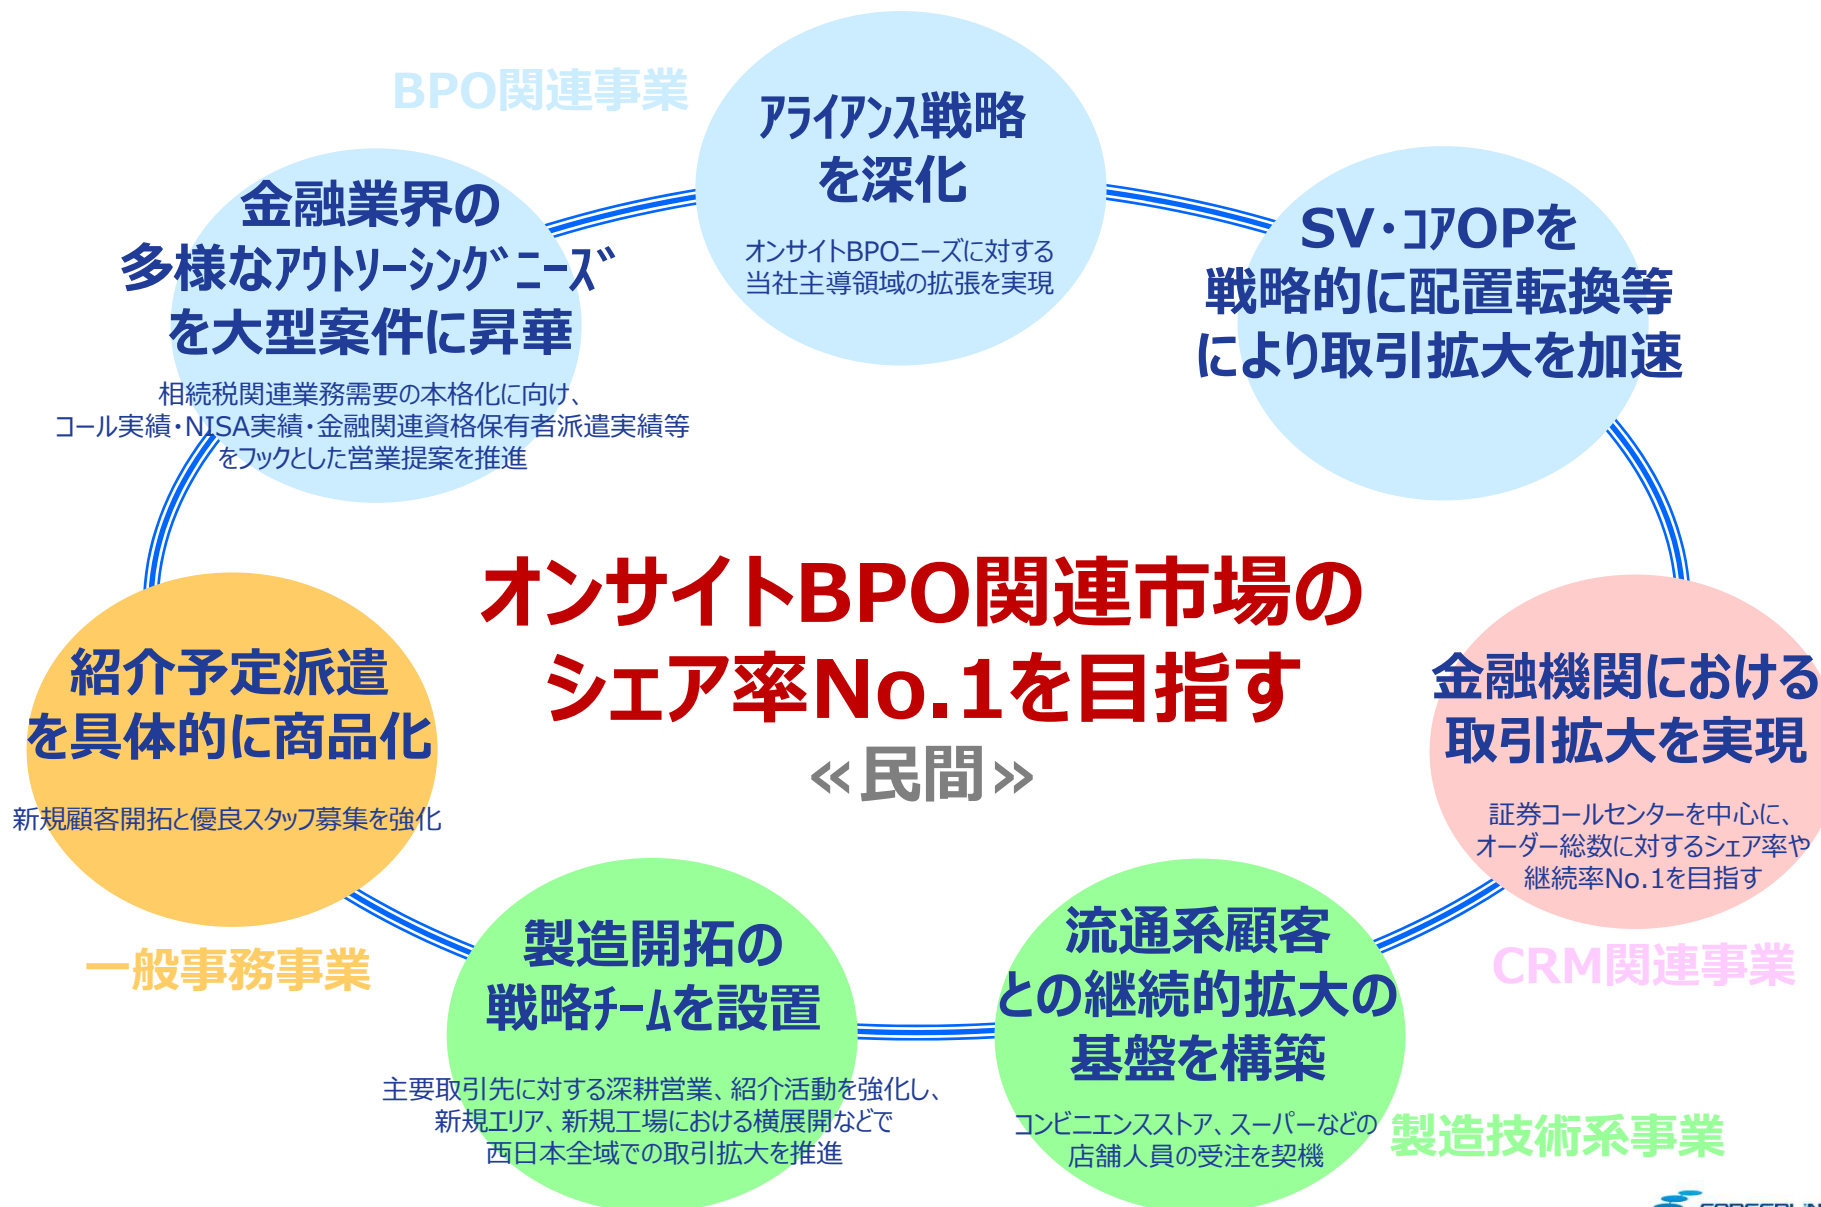 BPO関連事業
アライアンス戦略
を深化
オンサイトBPOニーズに対する
当社主導領域の拡張を実現
金融業界の
多様なアウトソーシングニーズ
を大型案件に昇華
相続税関連業務需要の本格化に向け、
コール実績・NISA実績・金融関連資格保有者派遣実績等
をフックとした営業提案を推進
SV・コアOPを
戦略的に配置転換等
により取引拡大を加速
オンサイトBPO関連市場の
シェア率No.1を目指す
≪民間≫
紹介予定派遣
を具体的に商品化
新規顧客開拓と優良スタッフ募集を強化
一般事務事業
金融機関における
取引拡大を実現
証券コールセンターを中心に、
オーダー総数に対するシェア率や
継続率No.1を目指す
CRM関連事業
製造開拓の
戦略チームを設置
主要取引先に対する深耕営業、紹介活動を強化し、
新規エリア、新規工場における横展開などで
西日本全域での取引拡大を推進
流通系顧客
との継続的拡大の
基盤を構築
コンビニエンスストア、スーパーなどの
店舗人員の受注を契機
製造技術系事業